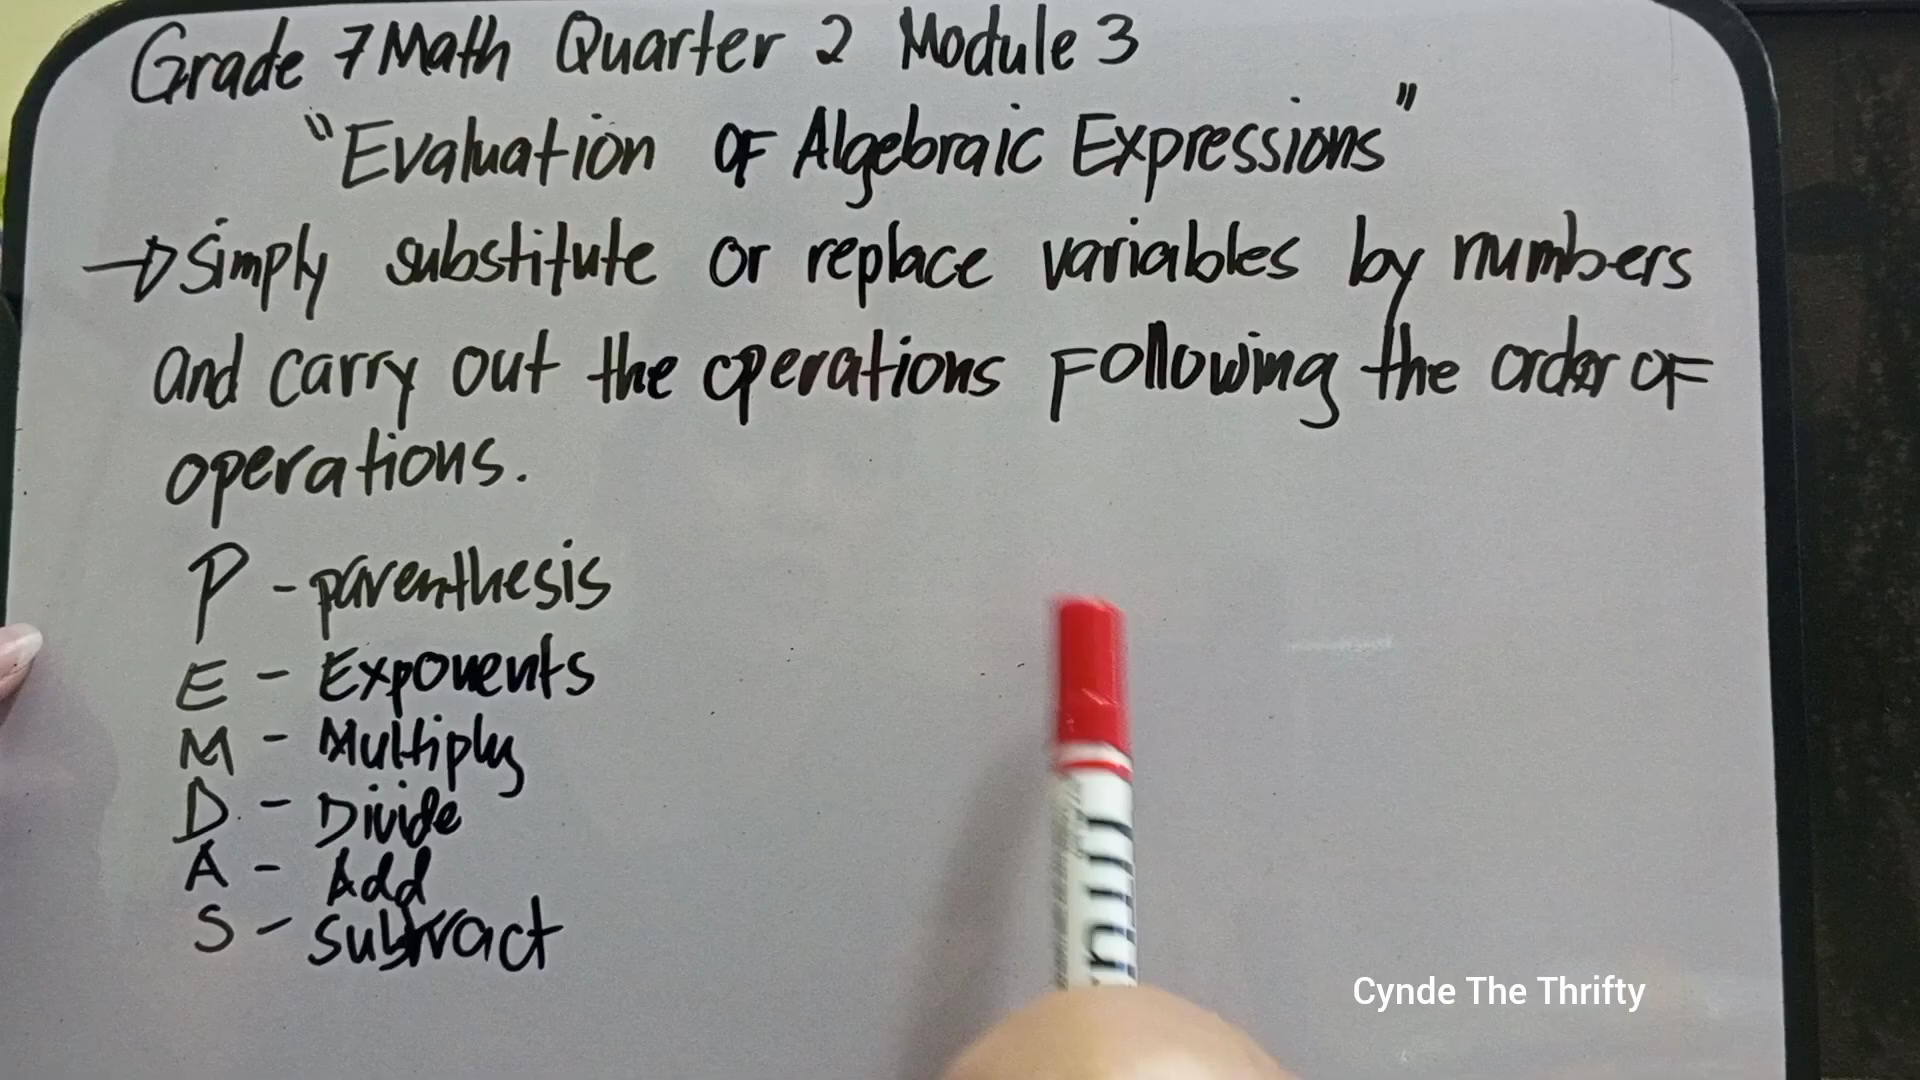 Grade 7 Math Quarter 2 Module 3
"Evaluation OF Algebraic Expressions"
→ Simply substitute or replace variables by numbers
and carry out the operations Following the order OF
operations.
P - parenthesis
E - Exponents
M - Multiply
D - Divide
A - Add
S - Subtract
Cynde The Thrifty